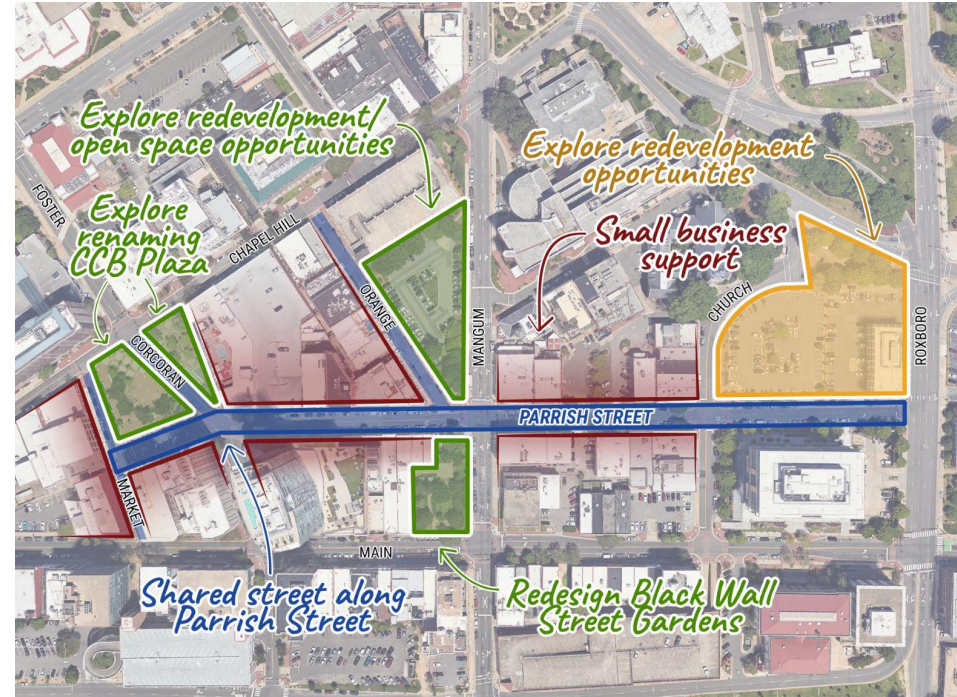 Explore redevelopment/
open space opportunities
Explore redevelopment
opportunities
FOSTER
Explore
renaming
CCB Plaza
CHAPEL HILL
Small business
support
ORANGE
MANGUM
CHURCH
ROXBORO
CORCORAN
PARRISH STREET
MARKET
MAIN
Shared street along
Parrish Street
Redesign Black Wall
Street Gardens